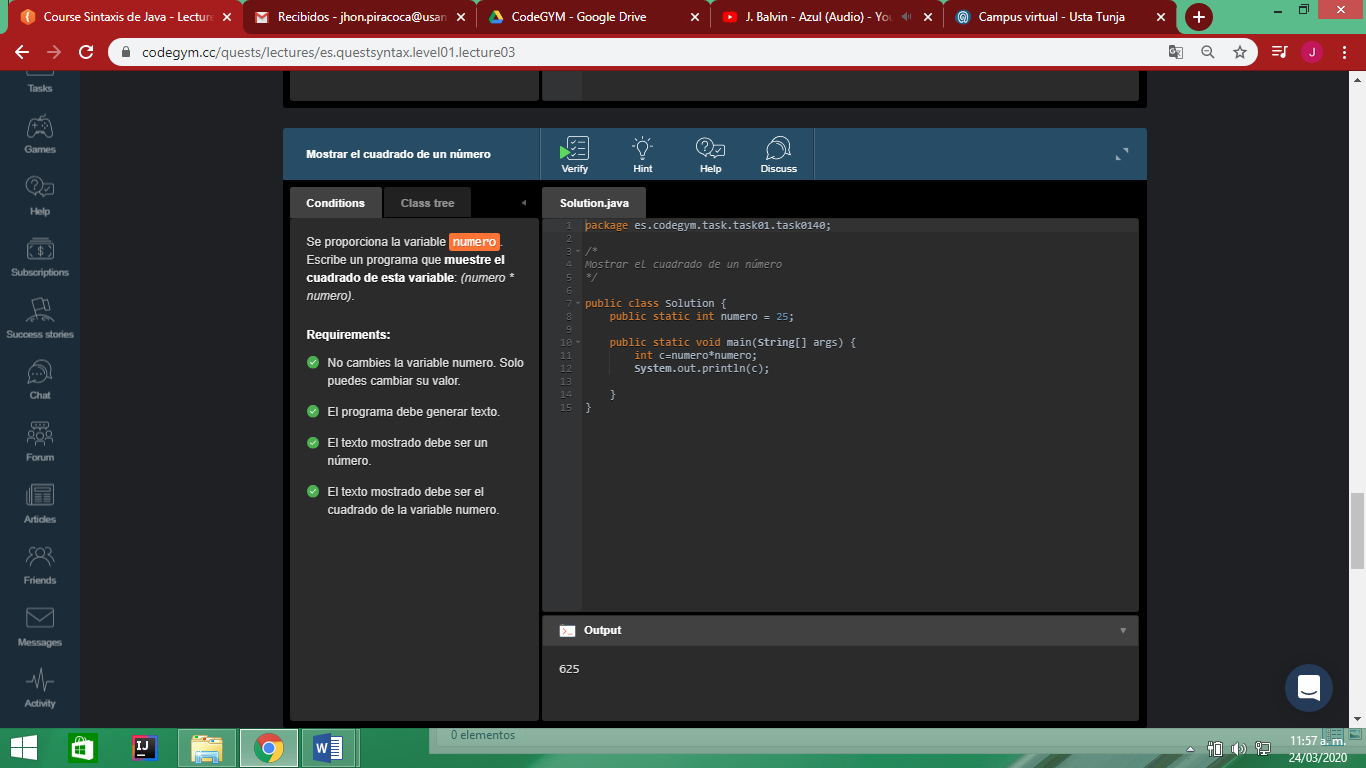 Course Sintaxis de Java - Lecture
Recibidos - jhon.piracoca@usan
CodeGYM - Google Drive
J. Balvin - Azul (Audio) - You
Campus virtual - Usta Tunja
codegym.cc/quests/lectures/es.questsyntax.level01.lecture03
J
Tasks
Games
Help
Subscriptions
Success stories
Chat
Forum
Articles
Friends
Messages
Activity
Mostrar el cuadrado de un número
Verify
Hint
Help
Discuss
Conditions
Class tree
Se proporciona la variable numero.
Escribe un programa que muestre el
cuadrado de esta variable: (numero *
numero).
Requirements:
No cambies la variable numero. Solo
puedes cambiar su valor.
El programa debe generar texto.
El texto mostrado debe ser un
número.
El texto mostrado debe ser el
cuadrado de la variable numero.
Solution.java
1 package es.codegym.task.task01.task0140;
2
3 /*
4 Mostrar el cuadrado de un número
5 */
6
7 public class Solution {
8 public static int numero = 25;
9
10 public static void main(String[] args) {
11 int c=numero*numero;
12 System.out.println(c);
13
14 }
15 }
Output
625
0 elementos
IJ
W
11:57 a. m.
24/03/2020